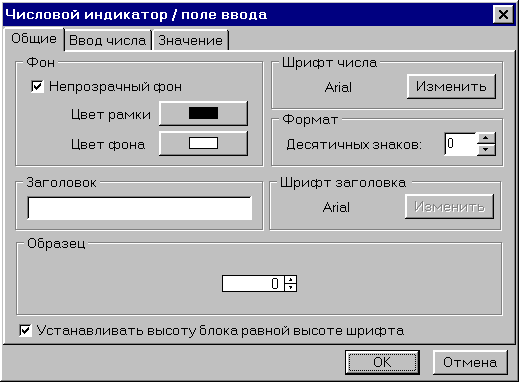 Числовой индикатор / поле ввода
Общие Ввод числа Значение
Фон
Непрозрачный фон
Цвет рамки
Цвет фона
Шрифт числа
Arial Изменить
Формат
Десятичных знаков: 0
Заголовок
Шрифт заголовка
Arial Изменить
Образец
0
Устанавливать высоту блока равной высоте шрифта
OK Отмена